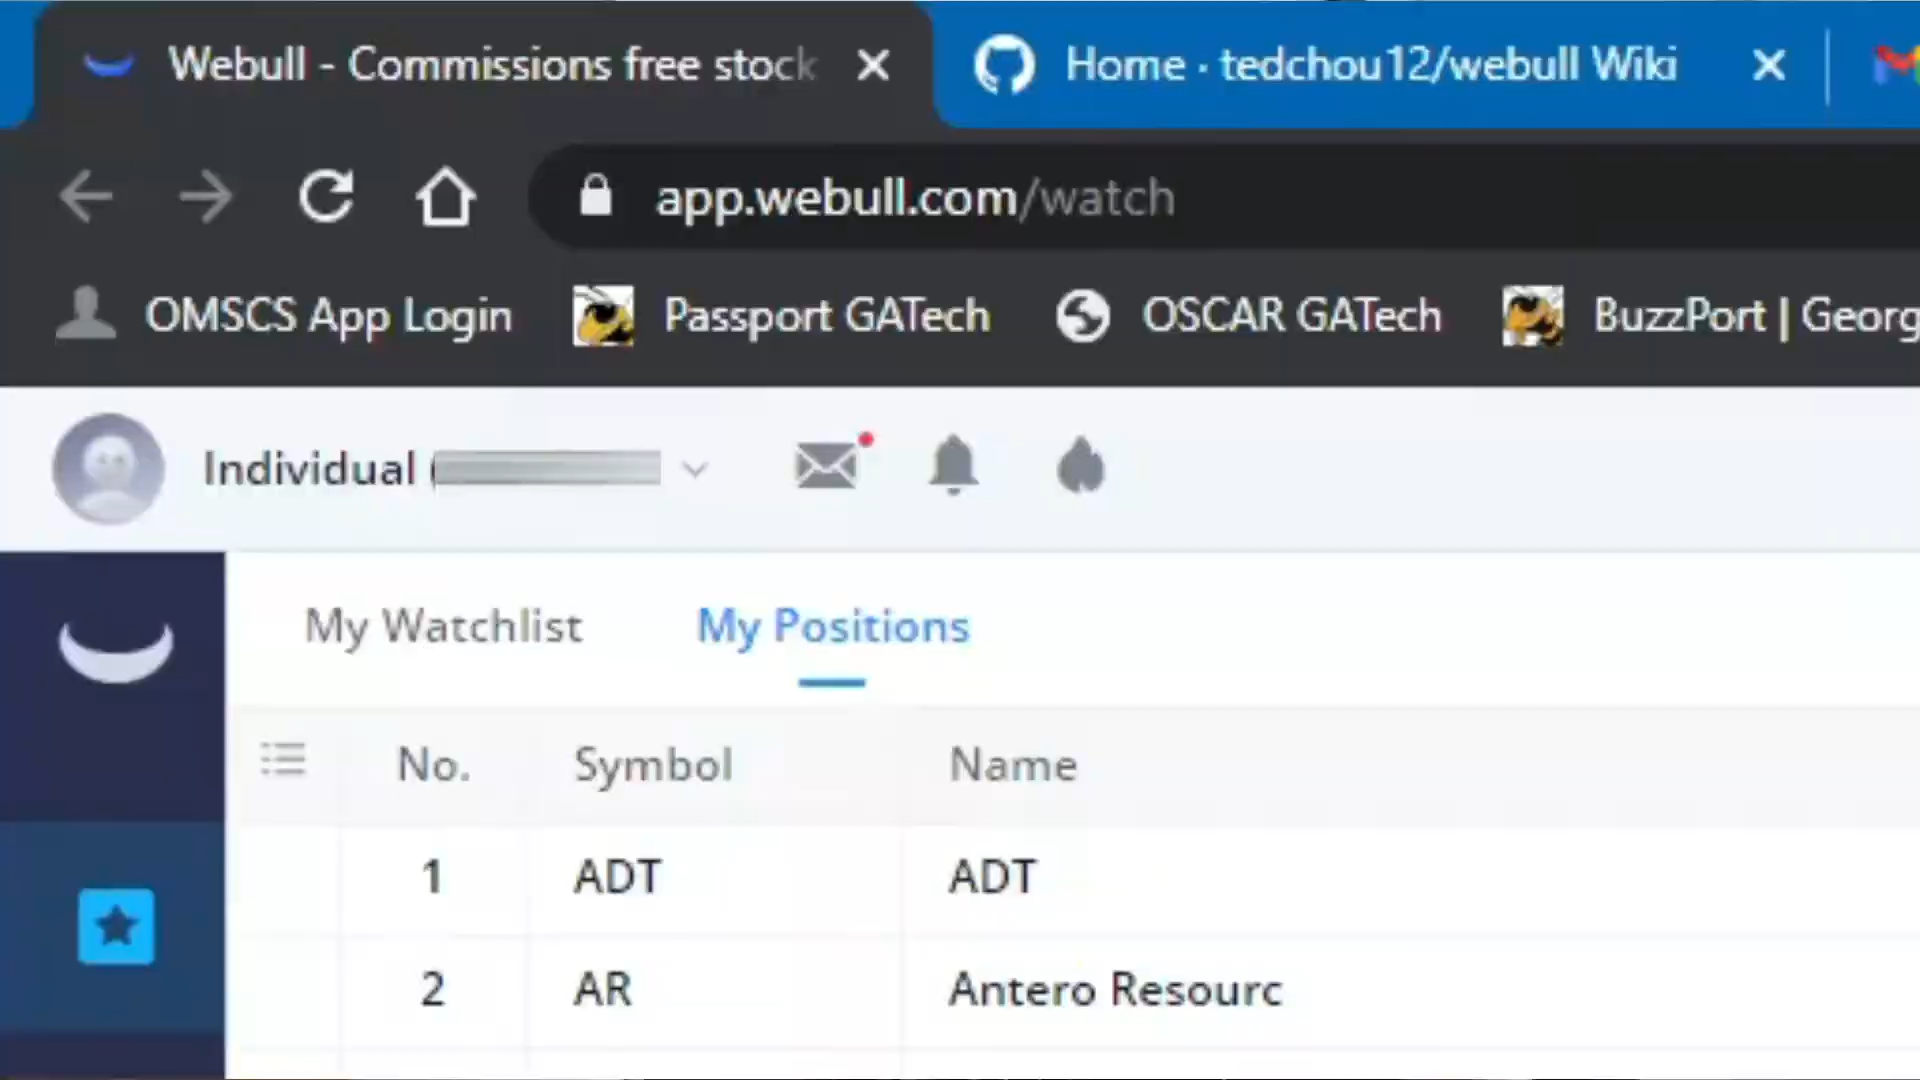 Webull - Commissions free stock
Home · tedchou12/webull Wiki
app.webull.com/watch
OMSCS App Login
Passport GATech
OSCAR GATech
BuzzPort | Georg
Individual (
My Watchlist
My Positions
No. Symbol Name
1 ADT ADT
2 AR Antero Resourc